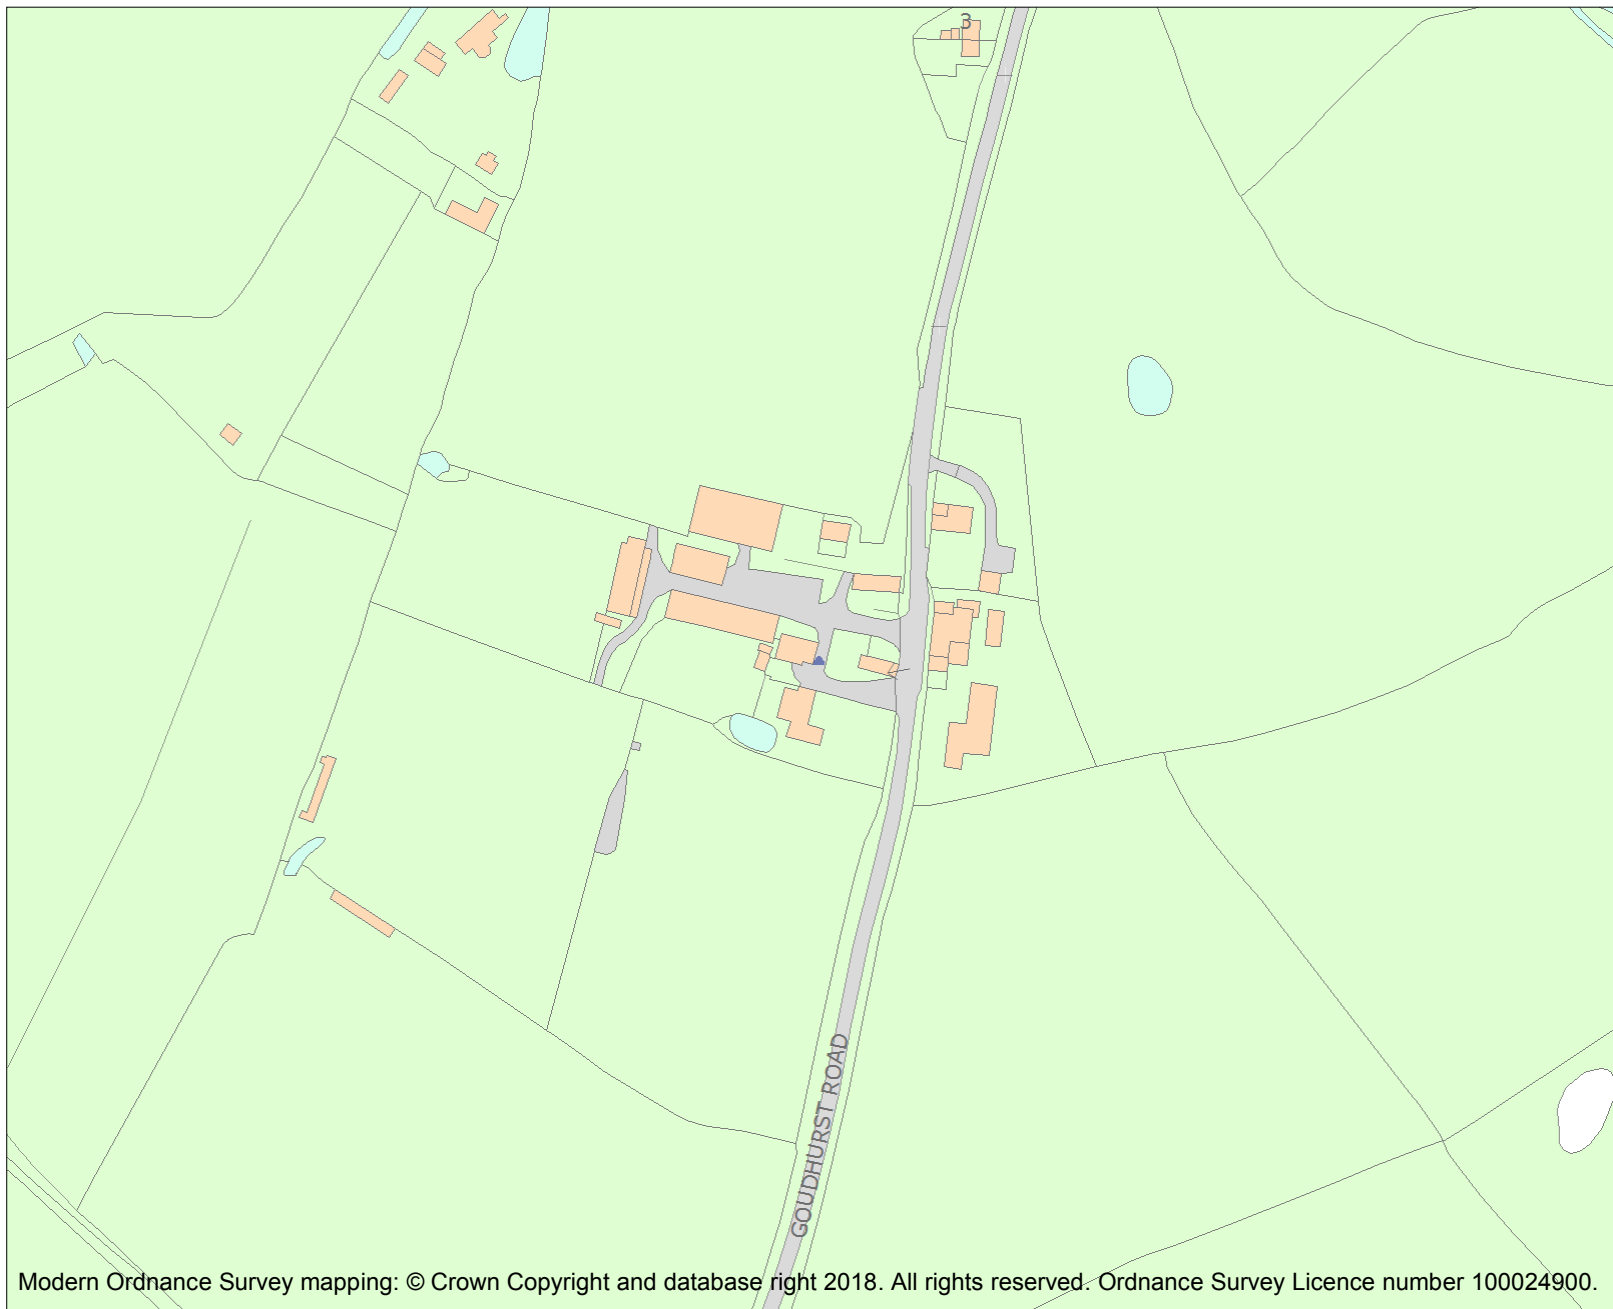 3
GOUDHURST ROAD
Modern Ordnance Survey mapping: © Crown Copyright and database right 2018. All rights reserved. Ordnance Survey Licence number 100024900.